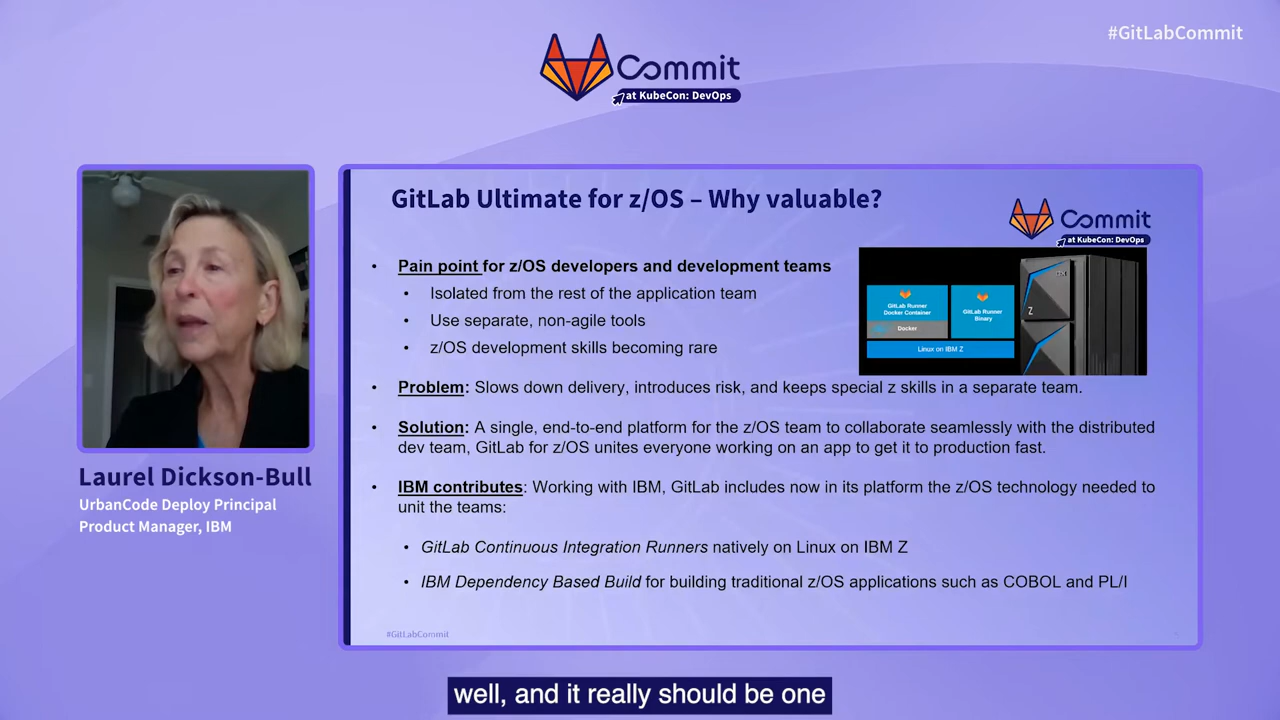 #GitLabCommit
Commit
at KubeCon: DevOps
GitLab Ultimate for z/OS – Why valuable?
Commit
at KubeCon: DevOps
• Pain point for z/OS developers and development teams
• Isolated from the rest of the application team
• Use separate, non-agile tools
• z/OS development skills becoming rare
GitLab Runner
Docker Container
Docker
GitLab Runner
Binary
Linux on IBM Z
IBM
Z
• Problem: Slows down delivery, introduces risk, and keeps special z skills in a separate team.
• Solution: A single, end-to-end platform for the z/OS team to collaborate seamlessly with the distributed
dev team, GitLab for z/OS unites everyone working on an app to get it to production fast.
• IBM contributes: Working with IBM, GitLab includes now in its platform the z/OS technology needed to
unit the teams:
• GitLab Continuous Integration Runners natively on Linux on IBM Z
• IBM Dependency Based Build for building traditional z/OS applications such as COBOL and PL/I
#GitLabCommit
Laurel Dickson-Bull
UrbanCode Deploy Principal
Product Manager, IBM
well, and it really should be one